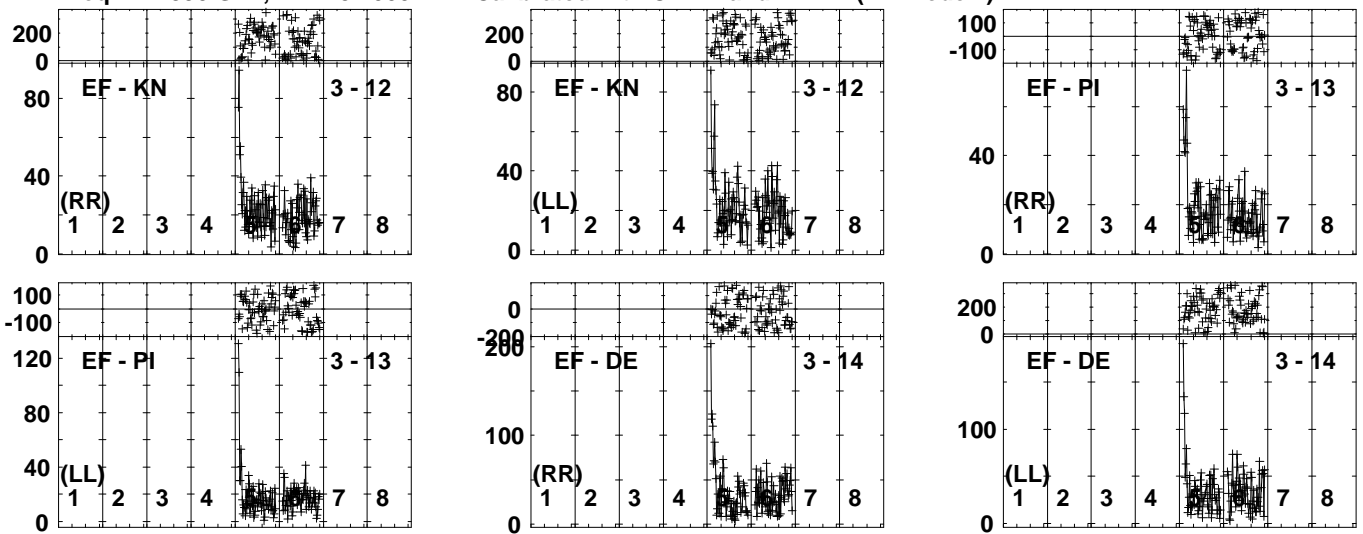 200 0 200 0 100 -100
80 EF - KN 3 - 12 80 EF - KN 3 - 12 EF - PI 3 - 13
40 40 40
(RR) (LL) (RR)
1 2 3 4 5 6 7 8 1 2 3 4 5 6 7 8 1 2 3 4 5 6 7 8
0 0 0
100 -100 0 -200 200 0
120 EF - PI 3 - 13 200 EF - DE 3 - 14 EF - DE 3 - 14
80 100 100
40
(LL) (RR) (LL)
1 2 3 4 5 6 7 8 1 2 3 4 5 6 7 8 1 2 3 4 5 6 7 8
0 0 0